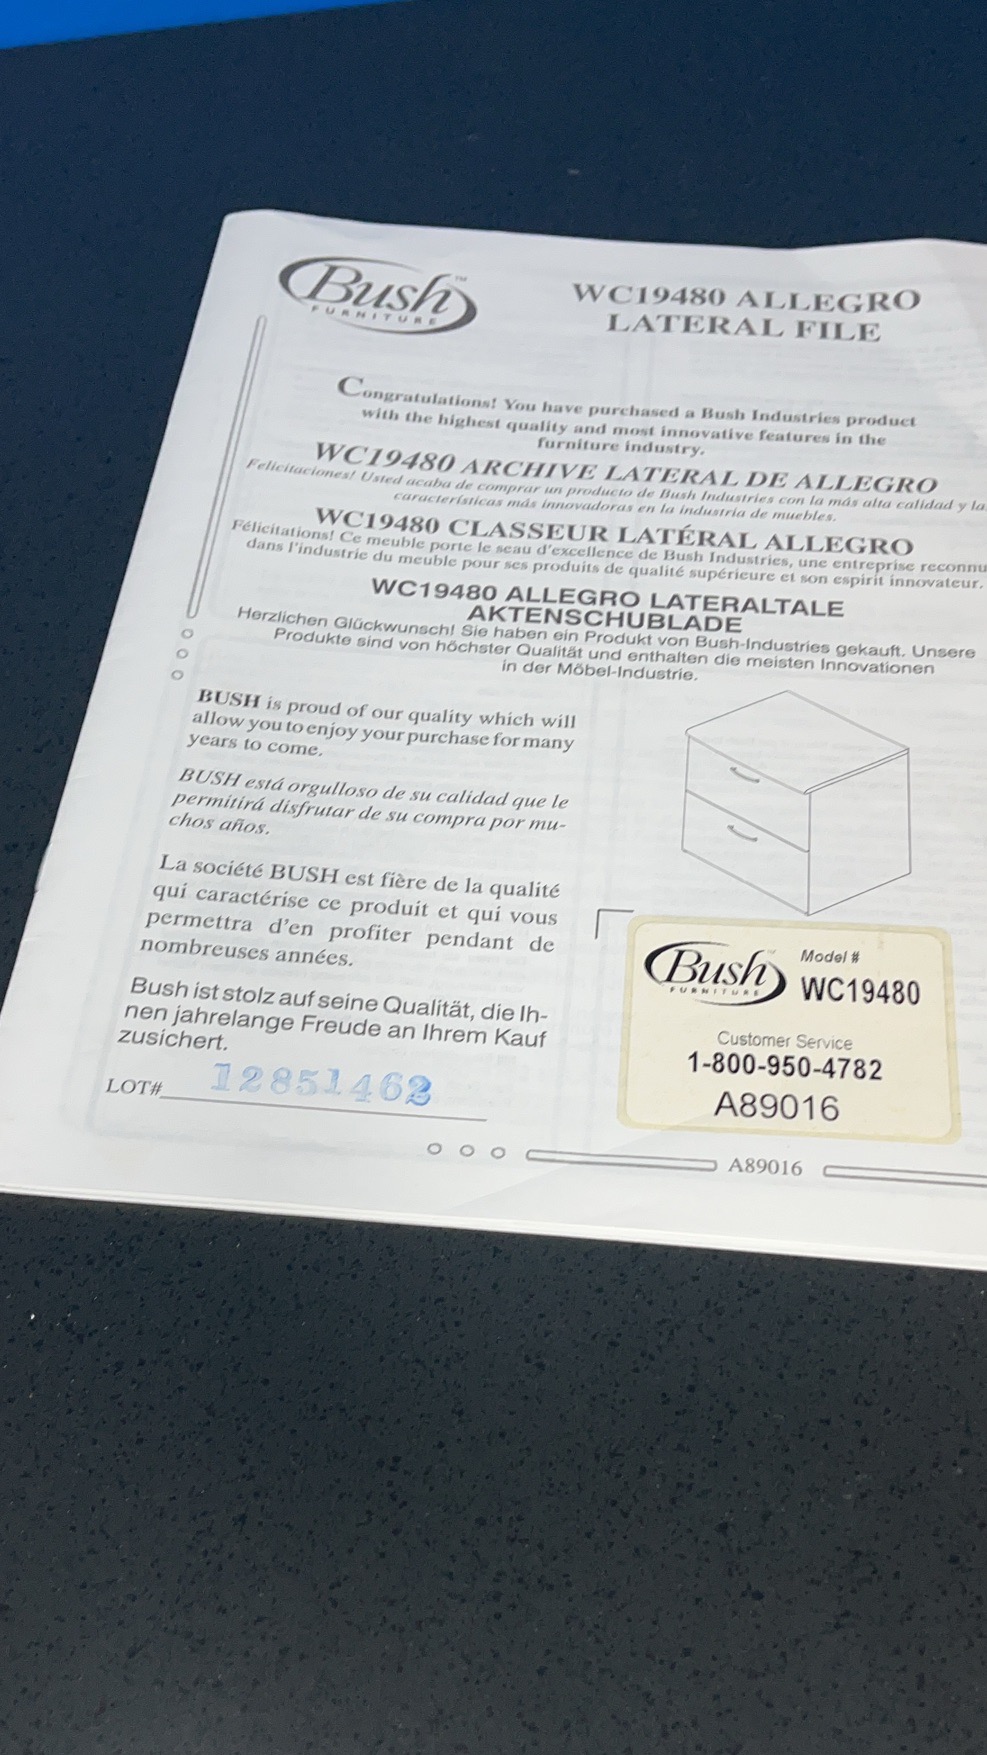 Bush™
FURNITURE
WC19480 ALLEGRO
LATERAL FILE
Congratulations! You have purchased a Bush Industries product
with the highest quality and most innovative features in the
furniture industry.
WC19480 ARCHIVE LATERAL DE ALLEGRO
Felicitaciones! Usted acaba de comprar un producto de Bush Industries con la más alta calidad y la
características más innovadoras en la industria de muebles.
WC19480 CLASSEUR LATÉRAL ALLEGRO
Félicitations! Ce meuble porte le seau d'excellence de Bush Industries, une entreprise reconnu
dans l'industrie du meuble pour ses produits de qualité supérieure et son espirit innovateur.
WC19480 ALLEGRO LATERALTALE
AKTENSCHUBLADE
Herzlichen Glückwunsch! Sie haben ein Produkt von Bush-Industries gekauft. Unsere
Produkte sind von höchster Qualität und enthalten die meisten Innovationen
in der Möbel-Industrie.
BUSH is proud of our quality which will
allow you to enjoy your purchase for many
years to come.
BUSH está orgulloso de su calidad que le
permitirá disfrutar de su compra por mu-
chos años.
La société BUSH est fière de la qualité
qui caractérise ce produit et qui vous
permettra d'en profiter pendant de
nombreuses années.
Bush ist stolz auf seine Qualität, die Ih-
nen jahrelange Freude an Ihrem Kauf
zusichert.
LOT# 12851462
Bush™
FURNITURE
Model #
WC19480
Customer Service
1-800-950-4782
A89016
A89016